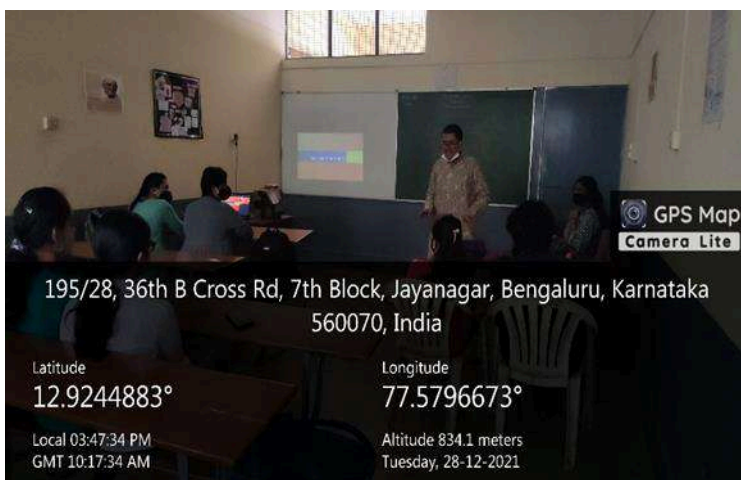 GPS Map
Camera Lite
195/28, 36th B Cross Rd, 7th Block, Jayanagar, Bengaluru, Karnataka
560070, India
Latitude
12.9244883°
Longitude
77.5796673°
Local 03:47:34 PM
GMT 10:17:34 AM
Altitude 834.1 meters
Tuesday, 28-12-2021